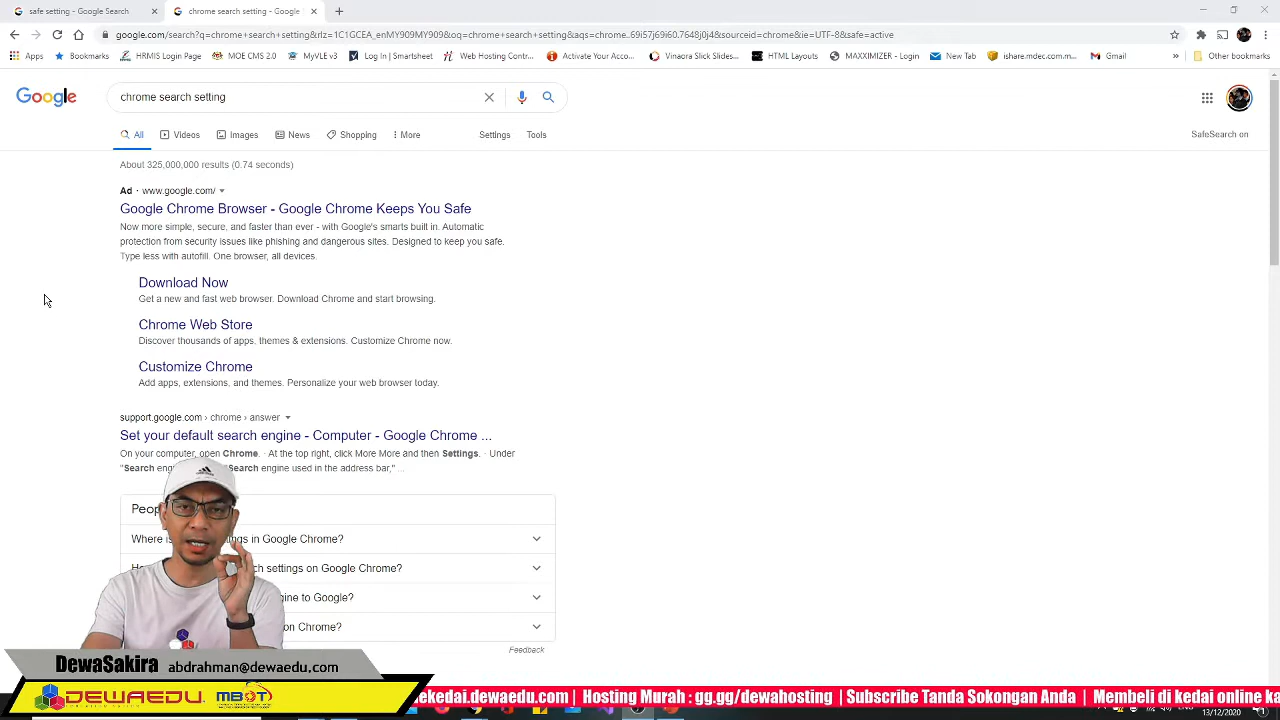 safe setting - Google Search
chrome search setting - Google
google.com/search?q=chrome+search+setting&rlz=1C1GCEA_enMY909MY909&oq=chrome+search+setting&aqs=chrome..69i57j69i60.7648j0j4&sourceid=chrome&ie=UTF-8&safe=active
Apps Bookmarks HRMIS Login Page MOE CMS 2.0 MyVLE v3 Log In | Smartsheet Web Hosting Contr... Activate Your Acco... Vinaora Slick Slides... HTML Layouts MAXXIMIZER - Login New Tab ishare.mdec.com.m... Gmail » Other bookmarks
Google
chrome search setting
All Videos Images News Shopping More Settings Tools
SafeSearch on
About 325,000,000 results (0.74 seconds)
Ad · www.google.com/
Google Chrome Browser - Google Chrome Keeps You Safe
Now more simple, secure, and faster than ever - with Google's smarts built in. Automatic
protection from security issues like phishing and dangerous sites. Designed to keep you safe.
Type less with autofill. One browser, all devices.
Download Now
Get a new and fast web browser. Download Chrome and start browsing.
Chrome Web Store
Discover thousands of apps, themes & extensions. Customize Chrome now.
Customize Chrome
Add apps, extensions, and themes. Personalize your web browser today.
support.google.com › chrome › answer
Set your default search engine - Computer - Google Chrome ...
On your computer, open Chrome. · At the top right, click More More and then Settings. · Under
"Search engine used in the address bar," ...
Where in Google Chrome?
settings on Google Chrome?
to Google?
on Chrome?
Feedback
DewaSakira abdrahman@dewaedu.com
DEWAEDU MBOT
ekedai.dewaedu.com | Hosting Murah : gg.gg/dewahosting | Subscribe Tanda Sokongan Anda | Membeli di kedai online ka
13/12/2020